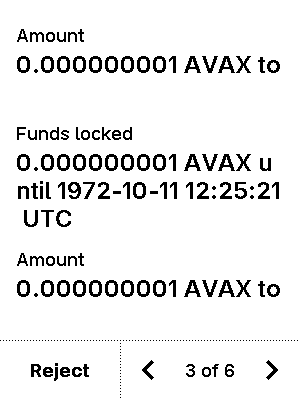 Amount
0.000000001 AVAX to
Funds locked
0.000000001 AVAX u
ntil 1972-10-11 12:25:21
UTC
Amount
0.000000001 AVAX to
Reject
3 of 6